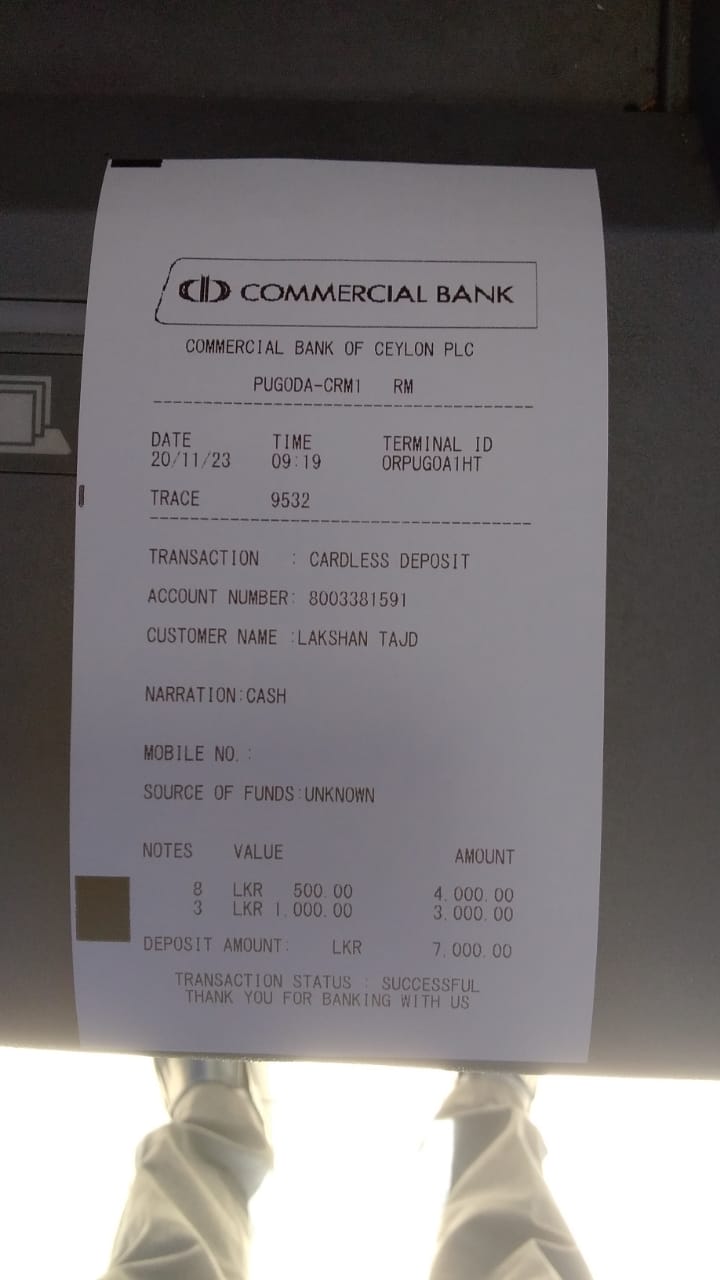 COMMERCIAL BANK
COMMERCIAL BANK OF CEYLON PLC
PUGODA-CRM1 RM
DATE TIME TERMINAL ID
20/11/23 09:19 ORPUGOA1HT
TRACE 9532
TRANSACTION : CARDLESS DEPOSIT
ACCOUNT NUMBER: 8003381591
CUSTOMER NAME :LAKSHAN TAJD
NARRATION:CASH
MOBILE NO. :
SOURCE OF FUNDS:UNKNOWN
NOTES VALUE AMOUNT
8 LKR 500.00 4,000.00
3 LKR 1,000.00 3,000.00
DEPOSIT AMOUNT: LKR 7,000.00
TRANSACTION STATUS : SUCCESSFUL
THANK YOU FOR BANKING WITH US